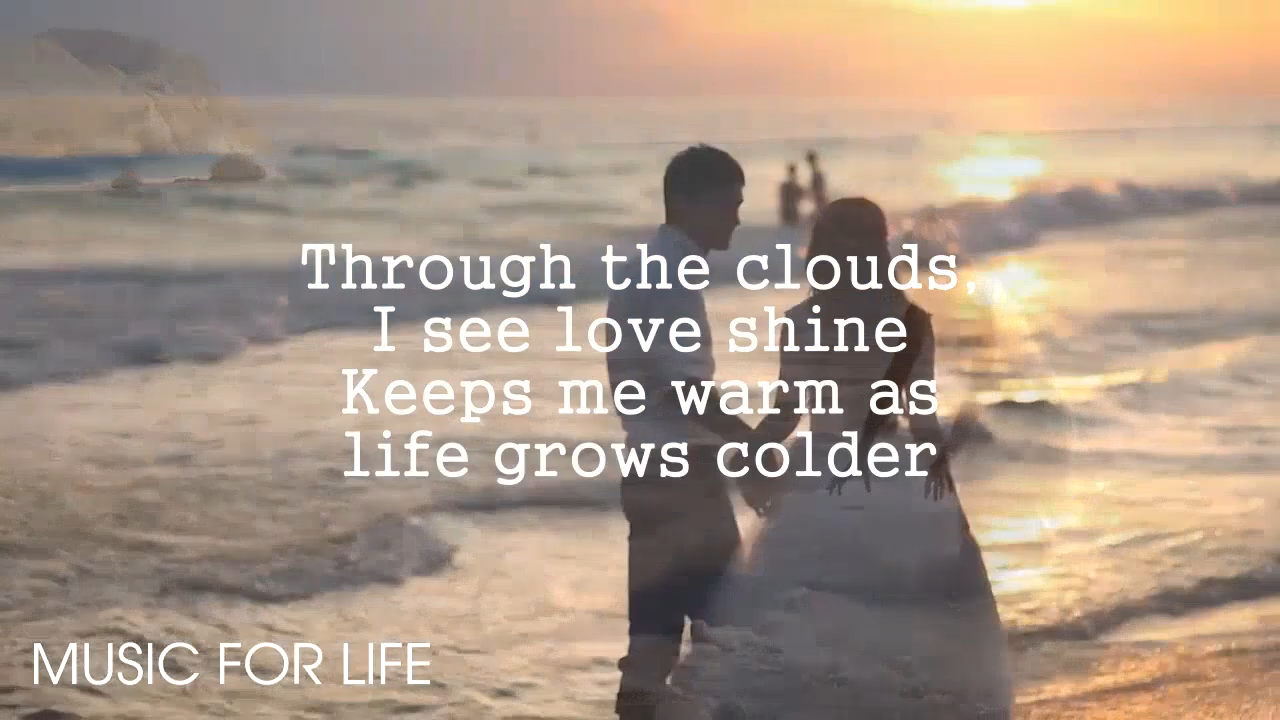 Through the clouds,
I see love shine
Keeps me warm as
life grows colder
MUSIC FOR LIFE